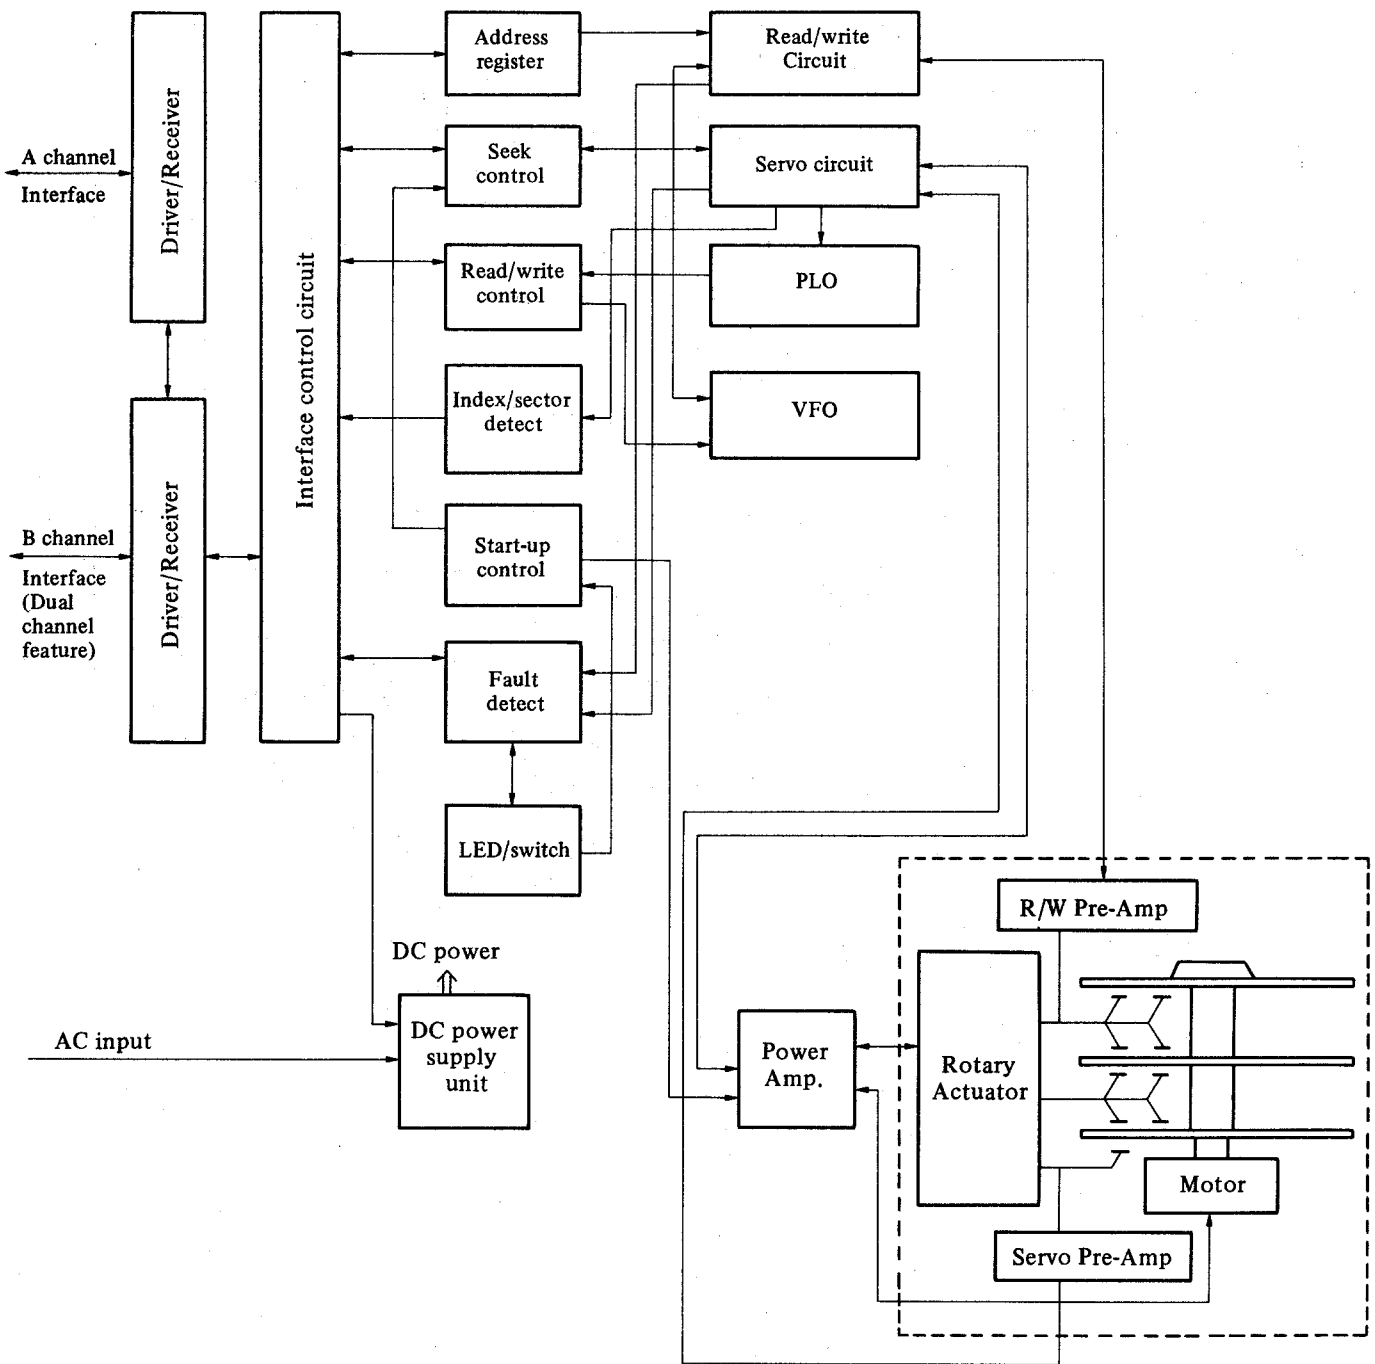 A channel
Interface
Driver/Receiver
B channel
Interface
(Dual
channel
feature)
Driver/Receiver
Interface control circuit
Address
register
Seek
control
Read/write
control
Index/sector
detect
Start-up
control
Fault
detect
LED/switch
Read/write
Circuit
Servo circuit
PLO
VFO
DC power
AC input
DC power
supply
unit
Power
Amp.
R/W Pre-Amp
Rotary
Actuator
Motor
Servo Pre-Amp